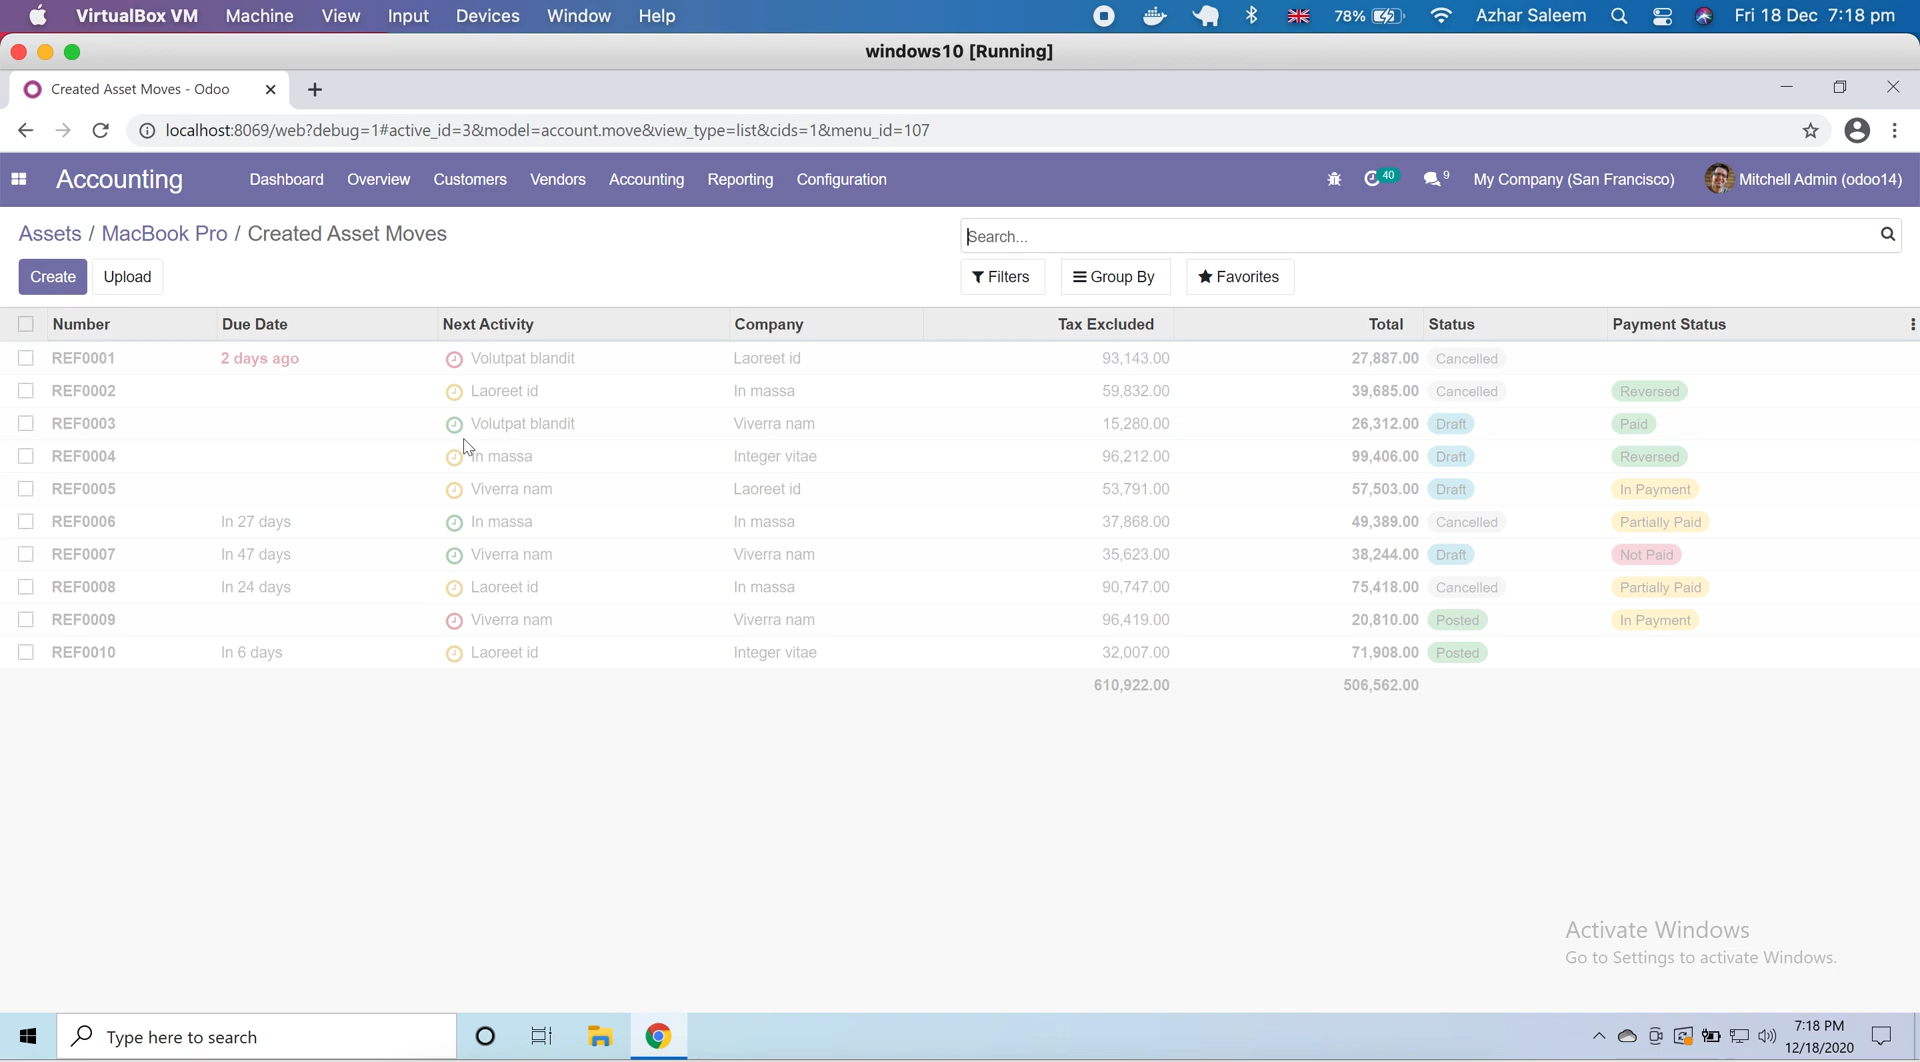 VirtualBox VM Machine View Input Devices Window Help 78% Azhar Saleem Fri 18 Dec 7:18 pm
windows10 [Running]
Created Asset Moves - Odoo
localhost:8069/web?debug=1#active_id=3&model=account.move&view_type=list&cids=1&menu_id=107
Accounting Dashboard Overview Customers Vendors Accounting Reporting Configuration 40 9 My Company (San Francisco) Mitchell Admin (odoo14)
Assets / MacBook Pro / Created Asset Moves Search...
Create Upload Filters Group By Favorites
Number Due Date Next Activity Company Tax Excluded Total Status Payment Status
REF0001 2 days ago Volutpat blandit Laoreet id 93,143.00 27,887.00 Cancelled
REF0002 Laoreet id In massa 59,832.00 39,685.00 Cancelled Reversed
REF0003 Volutpat blandit Viverra nam 15,280.00 26,312.00 Draft Paid
REF0004 In massa Integer vitae 96,212.00 99,406.00 Draft Reversed
REF0005 Viverra nam Laoreet id 53,791.00 57,503.00 Draft In Payment
REF0006 In 27 days In massa In massa 37,868.00 49,389.00 Cancelled Partially Paid
REF0007 In 47 days Viverra nam Viverra nam 35,623.00 38,244.00 Draft Not Paid
REF0008 In 24 days Laoreet id In massa 90,747.00 75,418.00 Cancelled Partially Paid
REF0009 Viverra nam Viverra nam 96,419.00 20,810.00 Posted In Payment
REF0010 In 6 days Laoreet id Integer vitae 32,007.00 71,908.00 Posted
610,922.00 506,562.00
Activate Windows
Go to Settings to activate Windows.
Type here to search 7:18 PM
12/18/2020